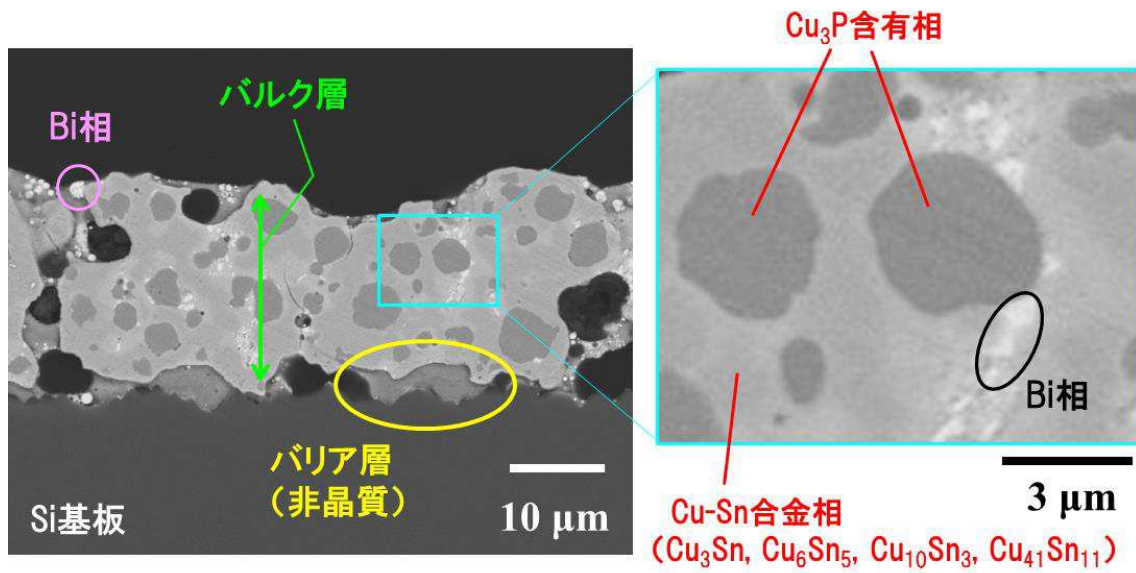 Cu₃P含有相
バルク層
Bi相
Bi相
バリア層
（非晶質）
Si基板
10 µm
3 µm
Cu-Sn合金相
（Cu₃Sn, Cu₆Sn₅, Cu₁₀Sn₃, Cu₄₁Sn₁₁）